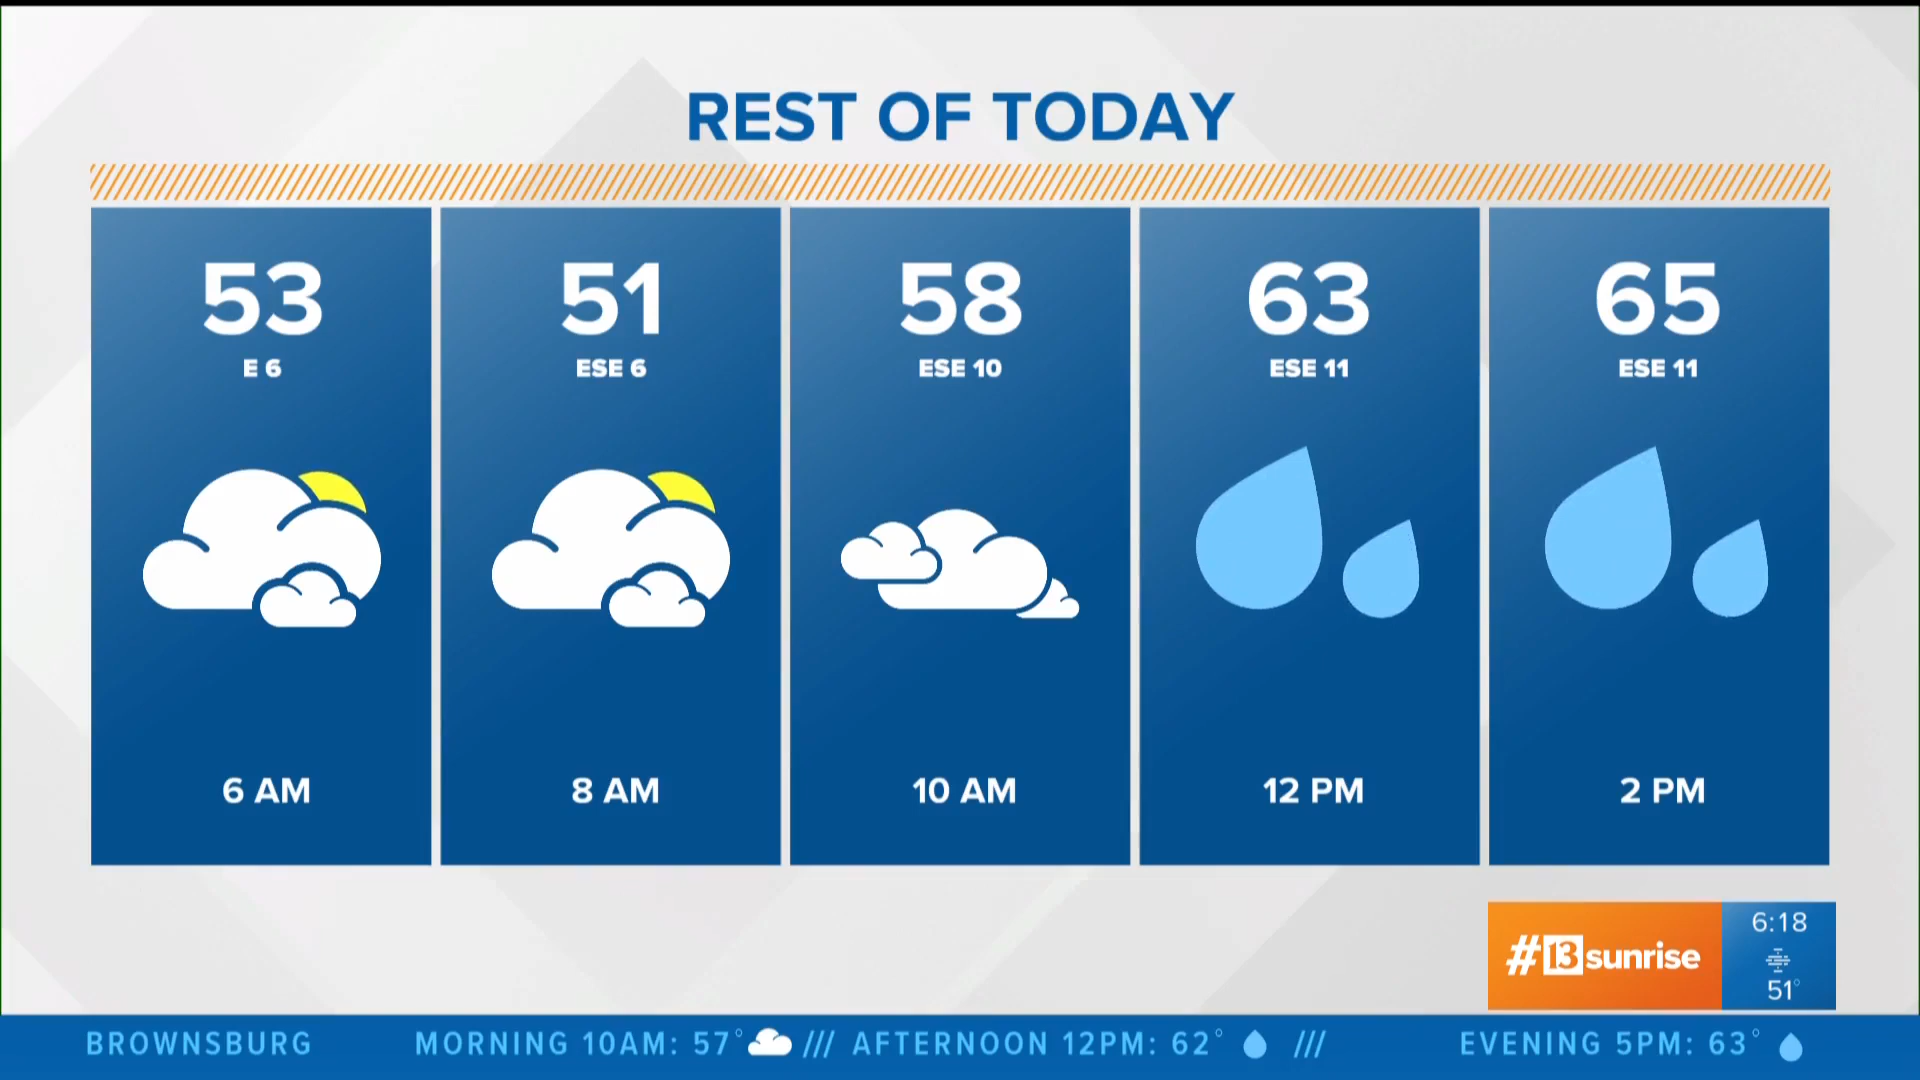 REST OF TODAY
53 51 58 63 65
E 6 ESE 6 ESE 10 ESE 11 ESE 11
6 AM 8 AM 10 AM 12 PM 2 PM
#13sunrise
6:18
51°
BROWNSBURG MORNING 10AM: 57° /// AFTERNOON 12PM: 62° /// EVENING 5PM: 63°